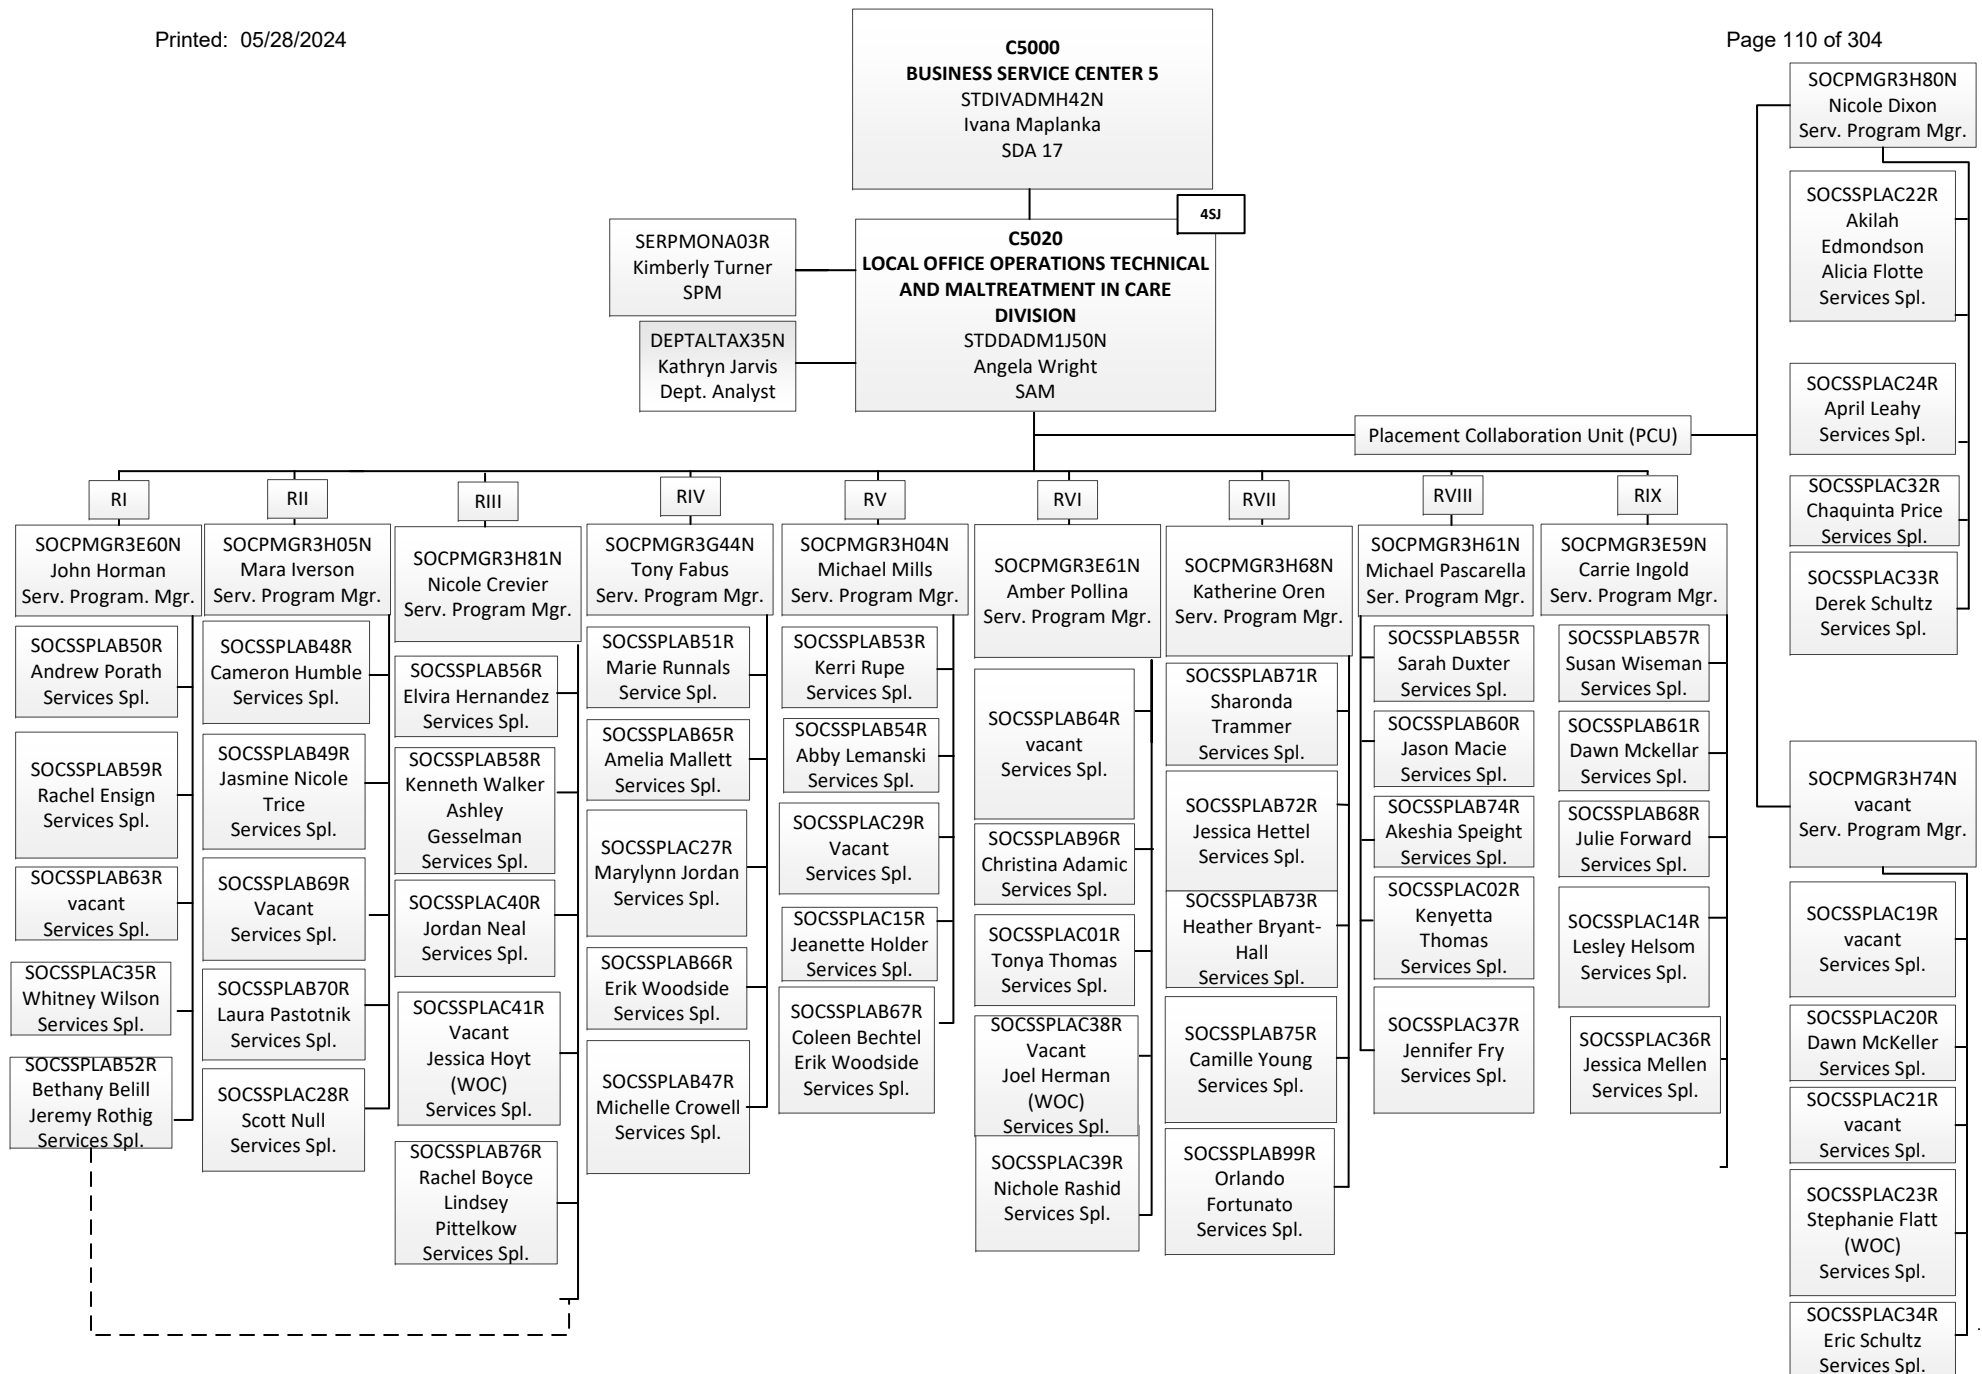 Printed: 05/28/2024
Page 110 of 304
C5000
BUSINESS SERVICE CENTER 5
STDIVADMH42N
Ivana Maplanka
SDA 17
4SJ
SERPMONA03R
Kimberly Turner
SPM
DEPTALTAX35N
Kathryn Jarvis
Dept. Analyst
C5020
LOCAL OFFICE OPERATIONS TECHNICAL
AND MALTREATMENT IN CARE
DIVISION
STDDADM1J50N
Angela Wright
SAM
Placement Collaboration Unit (PCU)
RI
SOCPMGR3E60N
John Horman
Serv. Program. Mgr.
SOCSSPLAB50R
Andrew Porath
Services Spl.
SOCSSPLAB59R
Rachel Ensign
Services Spl.
SOCSSPLAB63R
vacant
Services Spl.
SOCSSPLAC35R
Whitney Wilson
Services Spl.
SOCSSPLAB52R
Bethany Belill
Jeremy Rothig
Services Spl.
RII
SOCPMGR3H05N
Mara Iverson
Serv. Program Mgr.
SOCSSPLAB48R
Cameron Humble
Services Spl.
SOCSSPLAB49R
Jasmine Nicole
Trice
Services Spl.
SOCSSPLAB69R
Vacant
Services Spl.
SOCSSPLAB70R
Laura Pastotnik
Services Spl.
SOCSSPLAC28R
Scott Null
Services Spl.
RIII
SOCPMGR3H81N
Nicole Crevier
Serv. Program Mgr.
SOCSSPLAB56R
Elvira Hernandez
Services Spl.
SOCSSPLAB58R
Kenneth Walker
Ashley
Gesselman
Services Spl.
SOCSSPLAC40R
Jordan Neal
Services Spl.
SOCSSPLAC41R
Vacant
Jessica Hoyt
(WOC)
Services Spl.
SOCSSPLAB76R
Rachel Boyce
Lindsey
Pittelkow
Services Spl.
RIV
SOCPMGR3G44N
Tony Fabus
Serv. Program Mgr.
SOCSSPLAB51R
Marie Runnals
Service Spl.
SOCSSPLAB65R
Amelia Mallett
Services Spl.
SOCSSPLAC27R
Marylynn Jordan
Services Spl.
SOCSSPLAB66R
Erik Woodside
Services Spl.
SOCSSPLAB47R
Michelle Crowell
Services Spl.
RV
SOCPMGR3H04N
Michael Mills
Serv. Program Mgr.
SOCSSPLAB53R
Kerri Rupe
Services Spl.
SOCSSPLAB54R
Abby Lemanski
Services Spl.
SOCSSPLAC29R
Vacant
Services Spl.
SOCSSPLAC15R
Jeanette Holder
Services Spl.
SOCSSPLAB67R
Coleen Bechtel
Erik Woodside
Services Spl.
RVI
SOCPMGR3E61N
Amber Pollina
Serv. Program Mgr.
SOCSSPLAB64R
vacant
Services Spl.
SOCSSPLAB96R
Christina Adamic
Services Spl.
SOCSSPLAC01R
Tonya Thomas
Services Spl.
SOCSSPLAC38R
Vacant
Joel Herman
(WOC)
Services Spl.
SOCSSPLAC39R
Nichole Rashid
Services Spl.
RVII
SOCPMGR3H68N
Katherine Oren
Serv. Program Mgr.
SOCSSPLAB71R
Sharonda
Trammer
Services Spl.
SOCSSPLAB72R
Jessica Hettel
Services Spl.
SOCSSPLAB73R
Heather Bryant-
Hall
Services Spl.
SOCSSPLAB75R
Camille Young
Services Spl.
SOCSSPLAB99R
Orlando
Fortunato
Services Spl.
RVIII
SOCPMGR3H61N
Michael Pascarella
Ser. Program Mgr.
SOCSSPLAB55R
Sarah Duxter
Services Spl.
SOCSSPLAB60R
Jason Macie
Services Spl.
SOCSSPLAB74R
Akeshia Speight
Services Spl.
SOCSSPLAC02R
Kenyetta
Thomas
Services Spl.
SOCSSPLAC37R
Jennifer Fry
Services Spl.
RIX
SOCPMGR3E59N
Carrie Ingold
Serv. Program Mgr.
SOCSSPLAB57R
Susan Wiseman
Services Spl.
SOCSSPLAB61R
Dawn Mckellar
Services Spl.
SOCSSPLAB68R
Julie Forward
Services Spl.
SOCSSPLAC14R
Lesley Helsom
Services Spl.
SOCSSPLAC36R
Jessica Mellen
Services Spl.
SOCPMGR3H80N
Nicole Dixon
Serv. Program Mgr.
SOCSSPLAC22R
Akilah
Edmondson
Alicia Flotte
Services Spl.
SOCSSPLAC24R
April Leahy
Services Spl.
SOCSSPLAC32R
Chaquinta Price
Services Spl.
SOCSSPLAC33R
Derek Schultz
Services Spl.
SOCPMGR3H74N
vacant
Serv. Program Mgr.
SOCSSPLAC19R
vacant
Services Spl.
SOCSSPLAC20R
Dawn McKeller
Services Spl.
SOCSSPLAC21R
vacant
Services Spl.
SOCSSPLAC23R
Stephanie Flatt
(WOC)
Services Spl.
SOCSSPLAC34R
Eric Schultz
Services Spl.